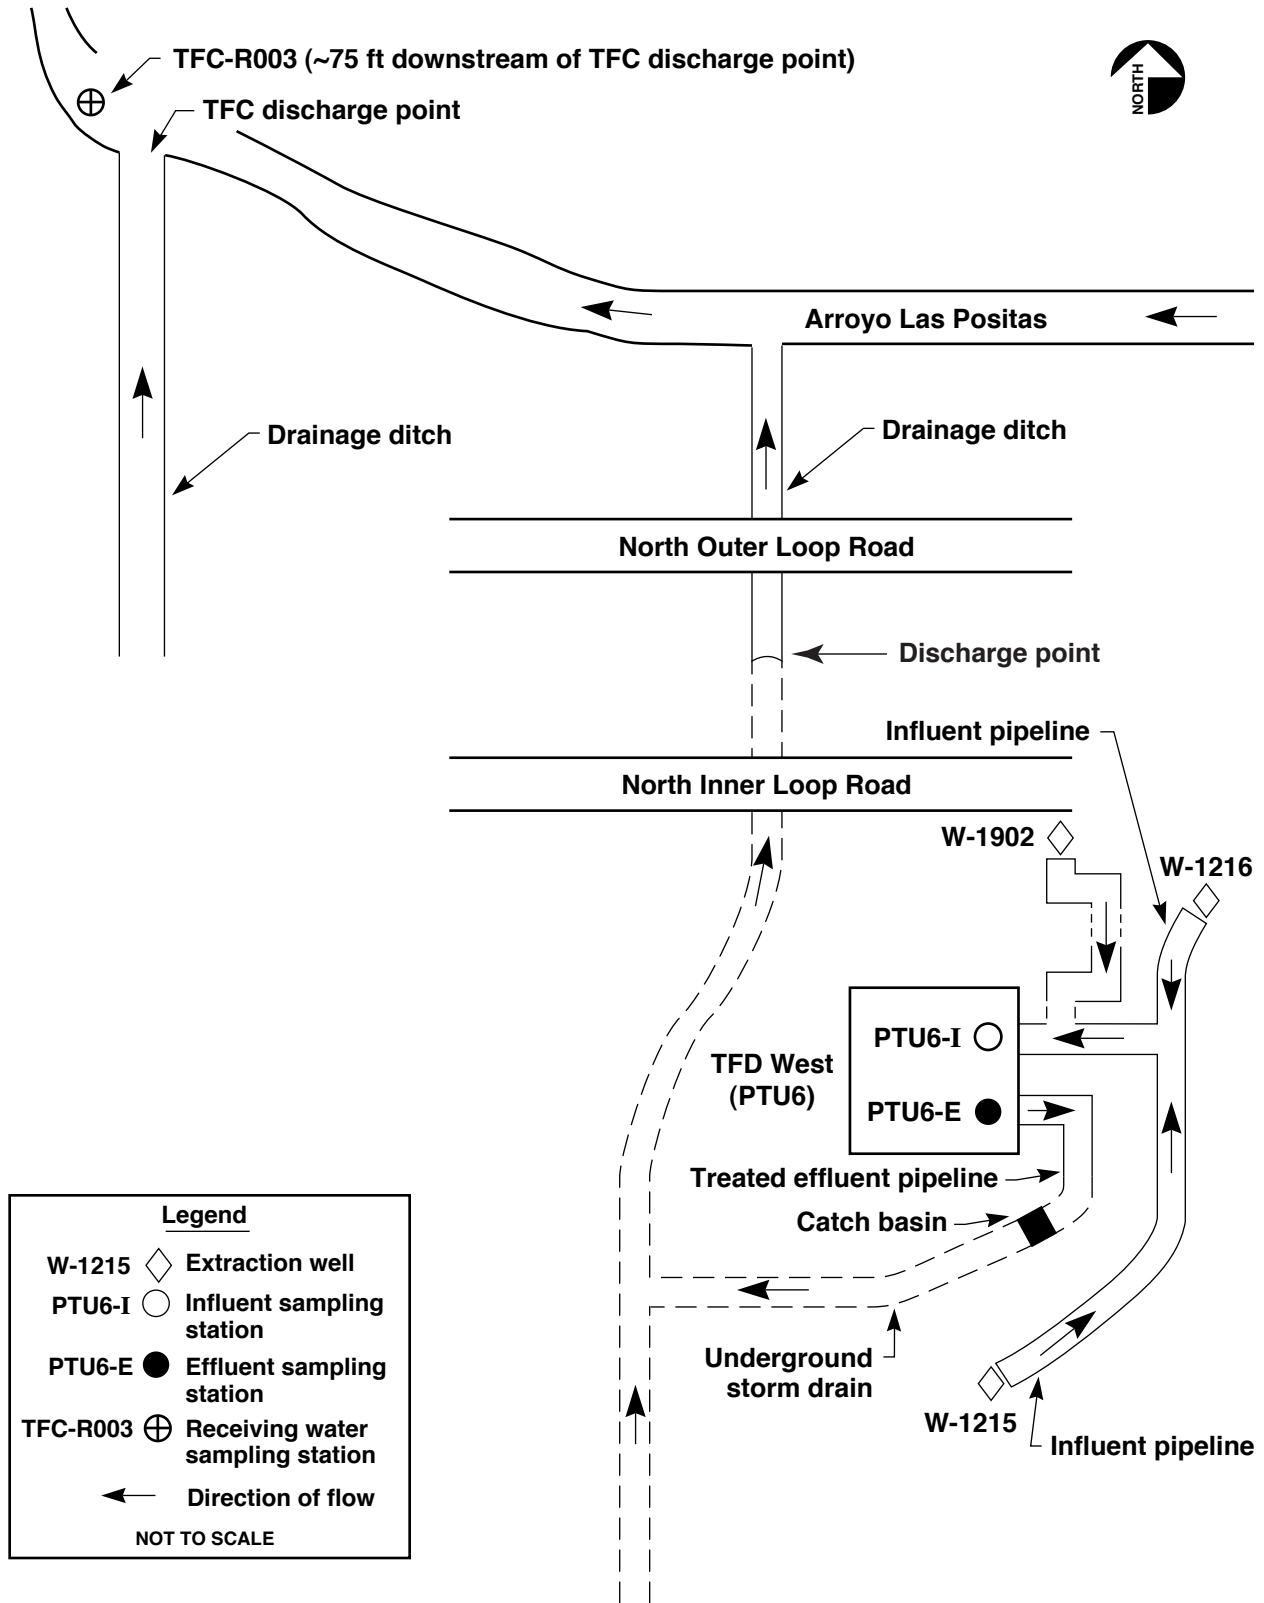 TFC-R003 (~75 ft downstream of TFC discharge point)
TFC discharge point
NORTH
Arroyo Las Positas
Drainage ditch
Drainage ditch
North Outer Loop Road
Discharge point
Influent pipeline
North Inner Loop Road
W-1902
W-1216
PTU6-I
TFD West
(PTU6)
PTU6-E
Treated effluent pipeline
Catch basin
Underground
storm drain
W-1215
Influent pipeline
Legend
W-1215 Extraction well
PTU6-I Influent sampling
station
PTU6-E Effluent sampling
station
TFC-R003 Receiving water
sampling station
Direction of flow
NOT TO SCALE